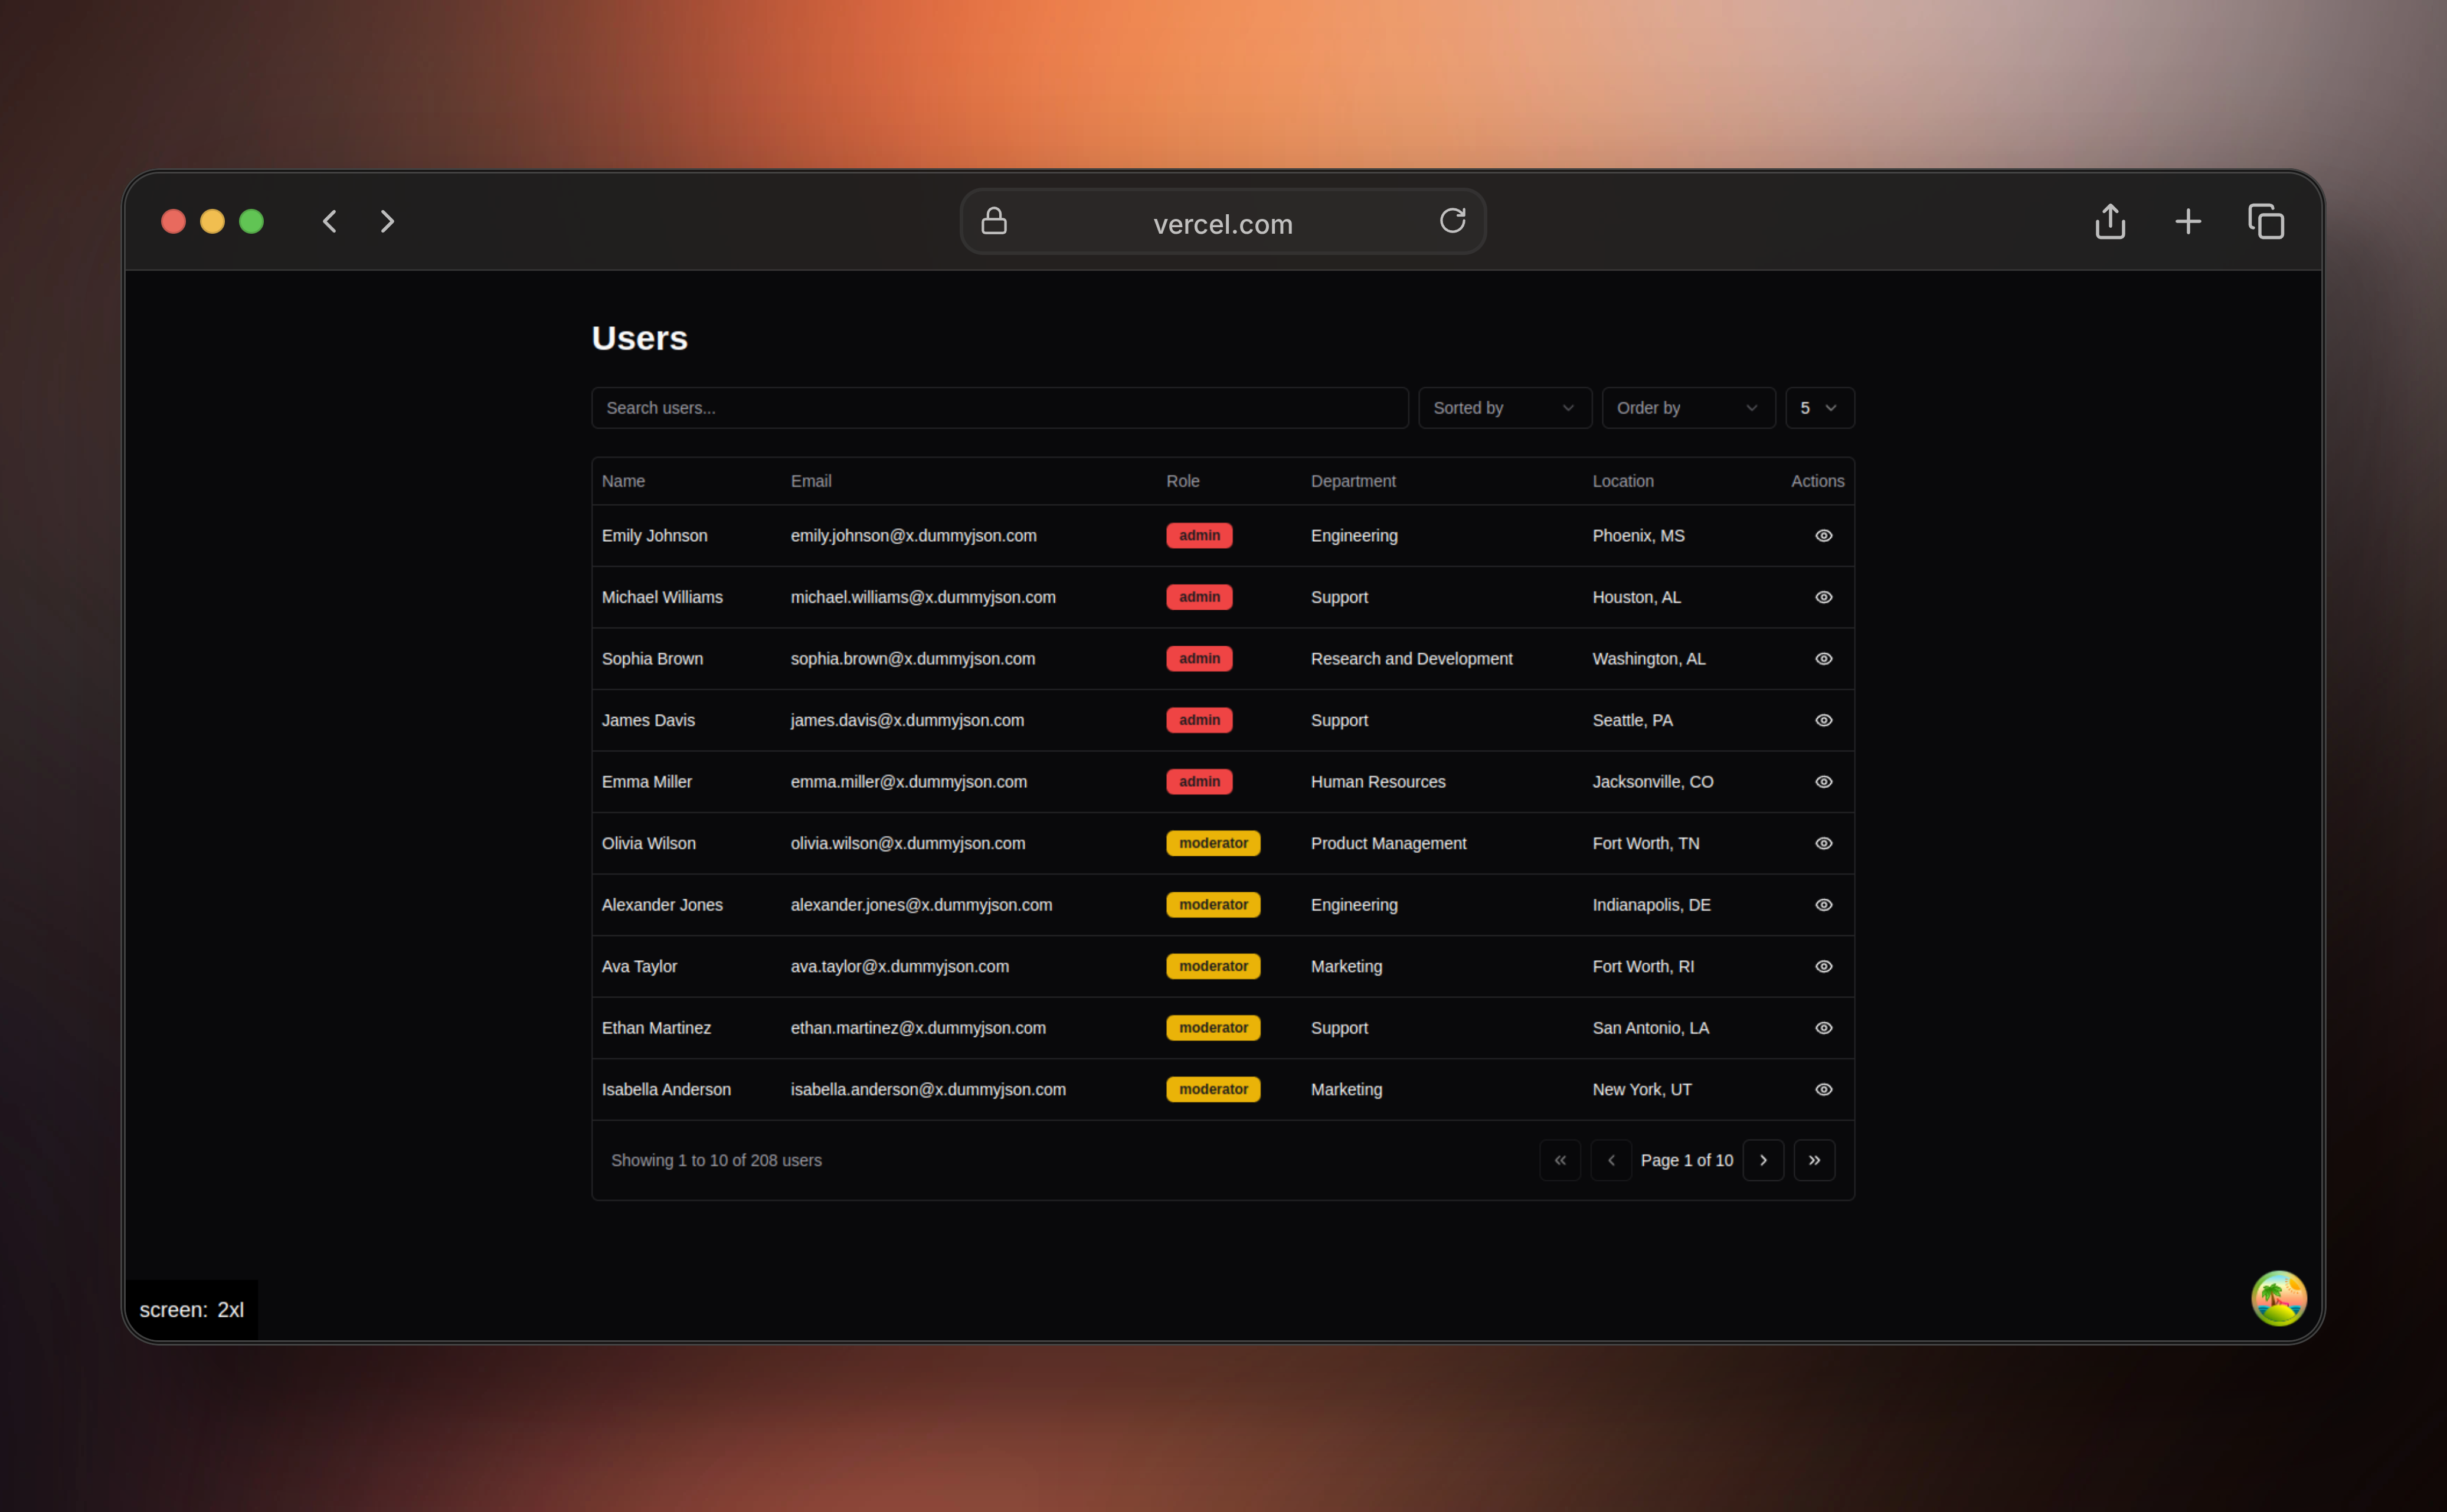 vercel.com
Users
Search users... Sorted by Order by 5
Name Email Role Department Location Actions
Emily Johnson emily.johnson@x.dummyjson.com admin Engineering Phoenix, MS
Michael Williams michael.williams@x.dummyjson.com admin Support Houston, AL
Sophia Brown sophia.brown@x.dummyjson.com admin Research and Development Washington, AL
James Davis james.davis@x.dummyjson.com admin Support Seattle, PA
Emma Miller emma.miller@x.dummyjson.com admin Human Resources Jacksonville, CO
Olivia Wilson olivia.wilson@x.dummyjson.com moderator Product Management Fort Worth, TN
Alexander Jones alexander.jones@x.dummyjson.com moderator Engineering Indianapolis, DE
Ava Taylor ava.taylor@x.dummyjson.com moderator Marketing Fort Worth, RI
Ethan Martinez ethan.martinez@x.dummyjson.com moderator Support San Antonio, LA
Isabella Anderson isabella.anderson@x.dummyjson.com moderator Marketing New York, UT
Showing 1 to 10 of 208 users Page 1 of 10
screen: 2xl